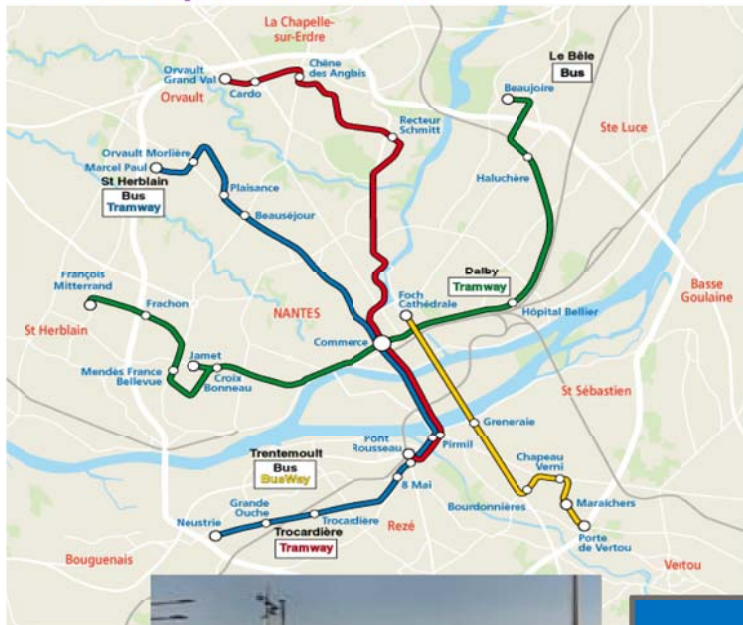 La Chapelle-
sur-Erdre
Orvault
Grand Val
Cardo
Chêne
des Anglais
Orvault
Le Bêle
Bus
Beaujoire
Recteur
Schmitt
Ste Luce
Orvault Morlière
Marcel Paul
St Herblain
Bus
Tramway
Plaisance
Beauséjour
Haluchère
François
Mitterrand
Frachon
St Herblain
NANTES
Dalby
Tramway
Foch
Cathédrale
Hôpital Bellier
Basse
Goulaine
Commerce
Jamet
Mendès France
Bellevue
Croix
Bonneau
St Sébastien
Greneraie
Pont
Rousseau
Pirmil
Trentemoult
Bus
BusWay
8 Mai
Chapeau
Verni
Bourdonnières
Maraîchers
Grande
Ouche
Neustrie
Trocardière
Trocardière
Tramway
Rezé
Porte
de Vertou
Bouguenais
Vertou